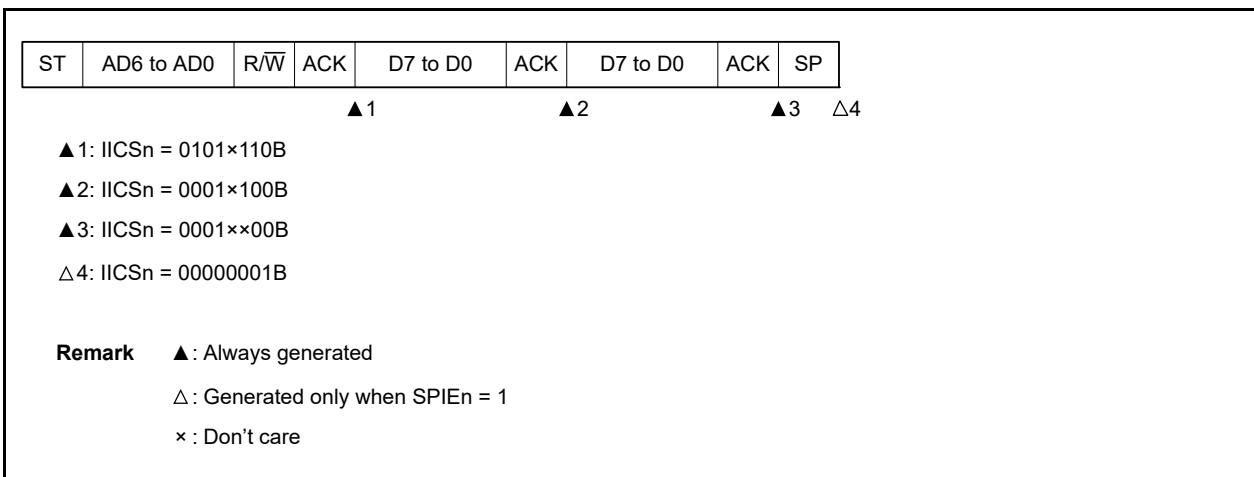 ST AD6 to AD0 R/W̅ ACK D7 to D0 ACK D7 to D0 ACK SP
▲1 ▲2 ▲3 △4
▲1: IICSn = 0101×110B
▲2: IICSn = 0001×100B
▲3: IICSn = 0001××00B
△4: IICSn = 00000001B
Remark ▲: Always generated
△: Generated only when SPIEn = 1
×: Don't care